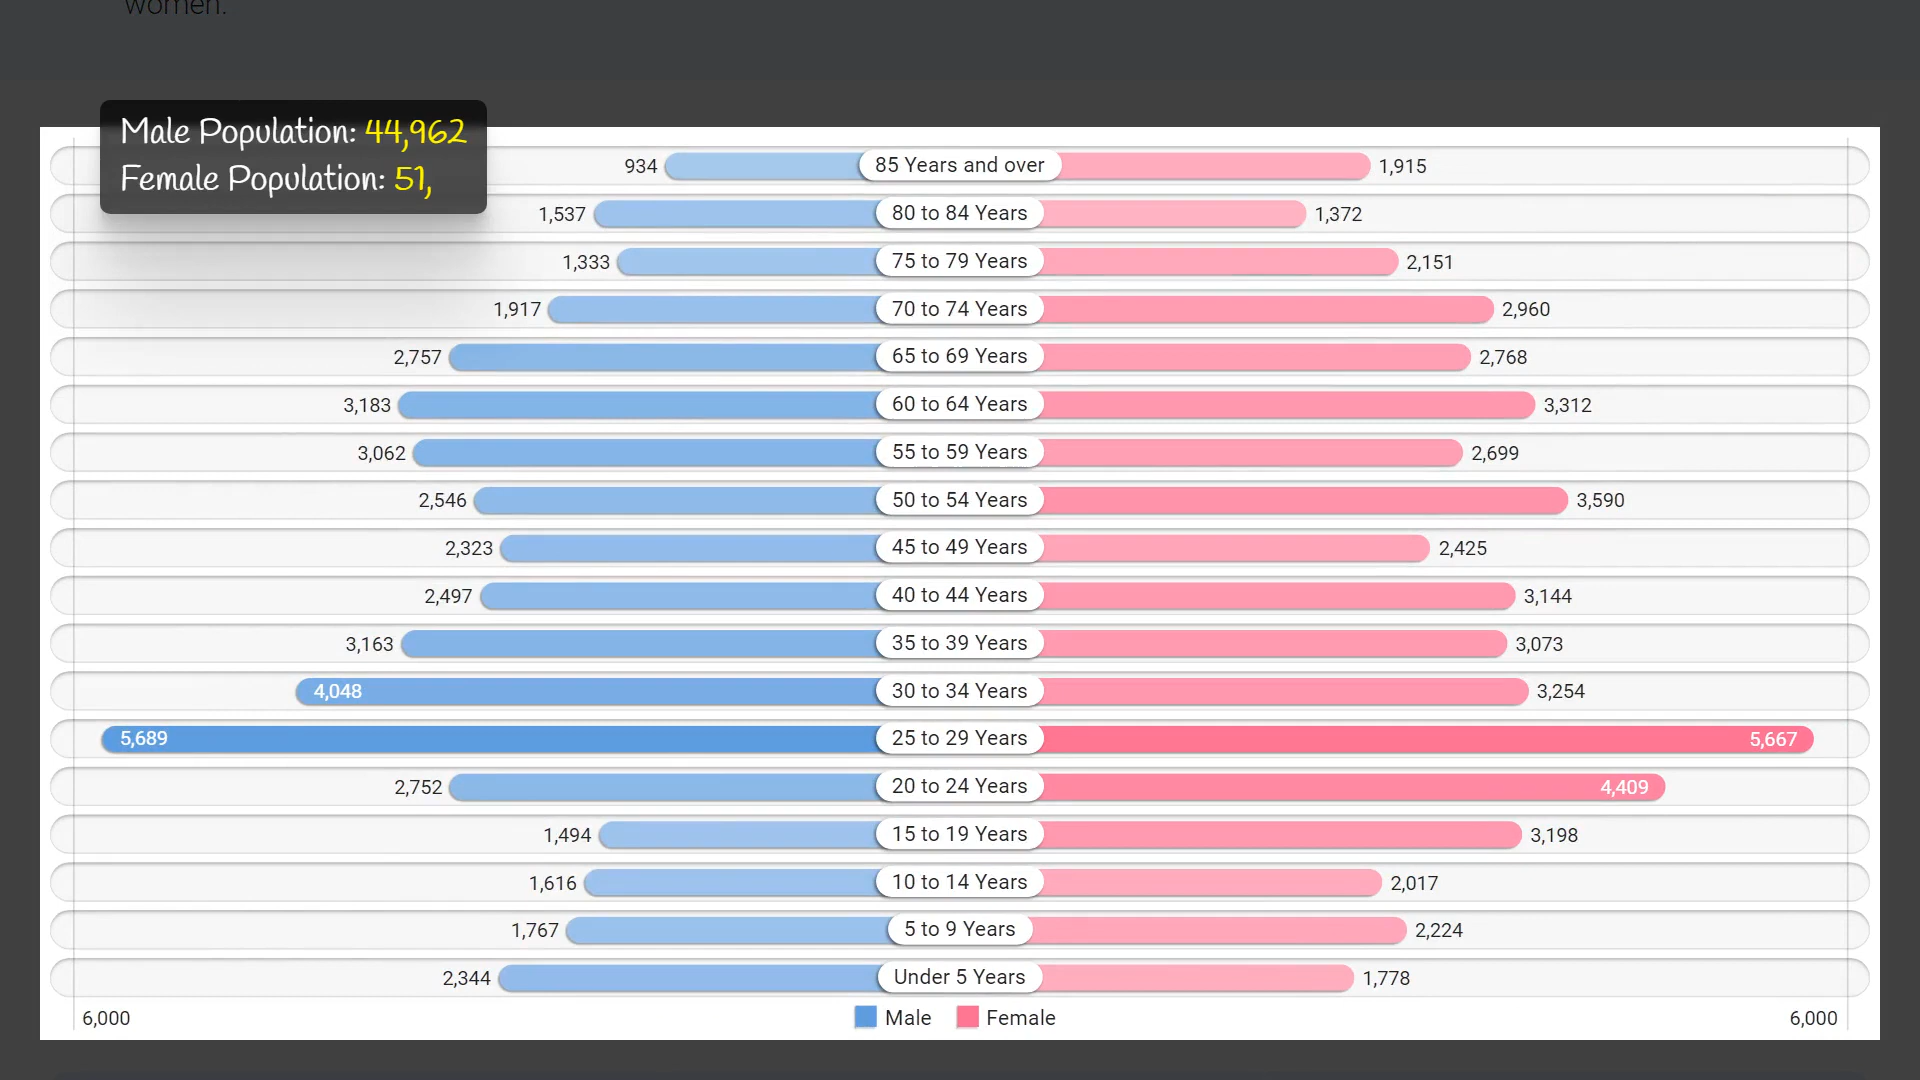 women.
Male Population: 44,962
Female Population: 51,
934 85 Years and over 1,915
1,537 80 to 84 Years 1,372
1,333 75 to 79 Years 2,151
1,917 70 to 74 Years 2,960
2,757 65 to 69 Years 2,768
3,183 60 to 64 Years 3,312
3,062 55 to 59 Years 2,699
2,546 50 to 54 Years 3,590
2,323 45 to 49 Years 2,425
2,497 40 to 44 Years 3,144
3,163 35 to 39 Years 3,073
4,048 30 to 34 Years 3,254
5,689 25 to 29 Years 5,667
2,752 20 to 24 Years 4,409
1,494 15 to 19 Years 3,198
1,616 10 to 14 Years 2,017
1,767 5 to 9 Years 2,224
2,344 Under 5 Years 1,778
6,000 Male Female 6,000